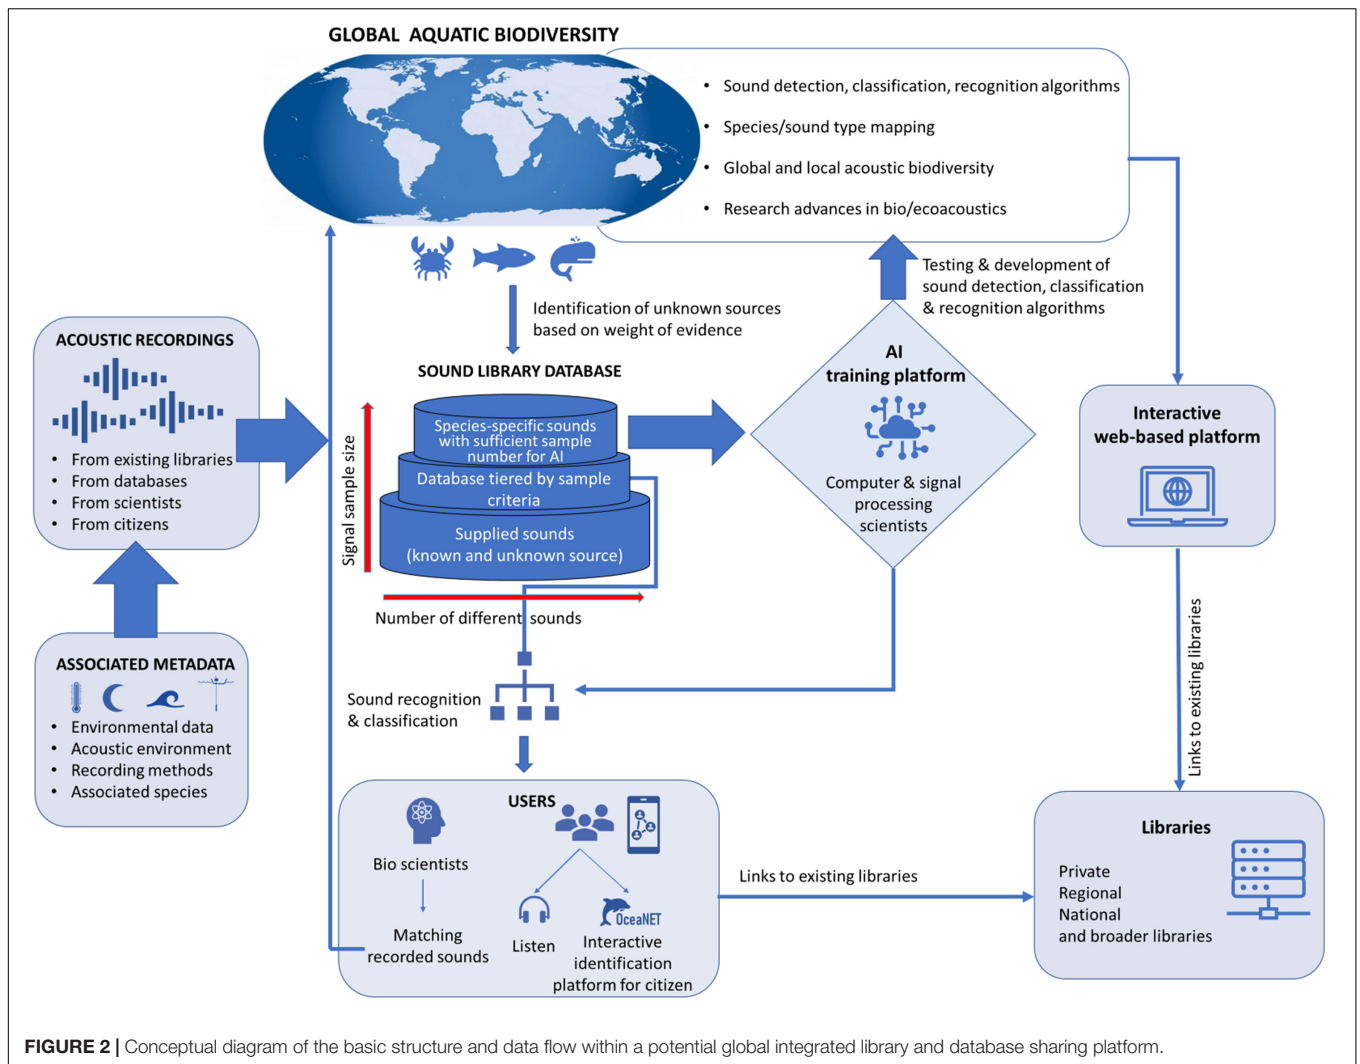 GLOBAL AQUATIC BIODIVERSITY
• Sound detection, classification, recognition algorithms
• Species/sound type mapping
• Global and local acoustic biodiversity
• Research advances in bio/ecoacoustics
Identification of unknown sources
based on weight of evidence
Testing & development of
sound detection, classification
& recognition algorithms
ACOUSTIC RECORDINGS
• From existing libraries
• From databases
• From scientists
• From citizens
SOUND LIBRARY DATABASE
Signal sample size
Species-specific sounds
with sufficient sample
number for AI
Database tiered by sample
criteria
Supplied sounds
(known and unknown source)
Number of different sounds
AI
training platform
Computer & signal
processing
scientists
Interactive
web-based platform
Links to existing libraries
ASSOCIATED METADATA
• Environmental data
• Acoustic environment
• Recording methods
• Associated species
Sound recognition
& classification
USERS
Bio scientists
Matching
recorded sounds
Listen
OceaNET
Interactive
identification
platform for citizen
Links to existing libraries
Libraries
Private
Regional
National
and broader libraries
FIGURE 2 | Conceptual diagram of the basic structure and data flow within a potential global integrated library and database sharing platform.